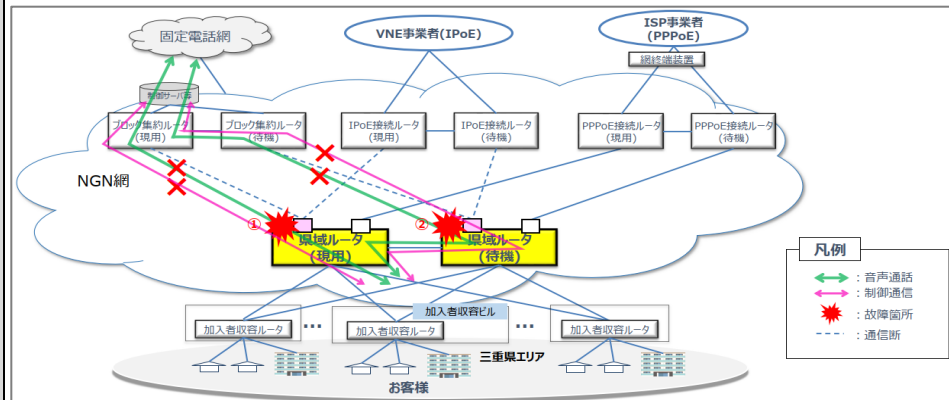 固定電話網
VNE事業者(IPoE)
ISP事業者
(PPPoE)
網終端装置
制御サーバ等
ブロック集約ルータ
(現用)
ブロック集約ルータ
(待機)
IPoE接続ルータ
(現用)
IPoE接続ルータ
(待機)
PPPoE接続ルータ
(現用)
PPPoE接続ルータ
(待機)
NGN網
①
②
県域ルータ
(現用)
県域ルータ
(待機)
凡例
:音声通話
:制御通信
:故障箇所
:通信断
加入者収容ビル
加入者収容ルータ
…
加入者収容ルータ
…
加入者収容ルータ
三重県エリア
お客様